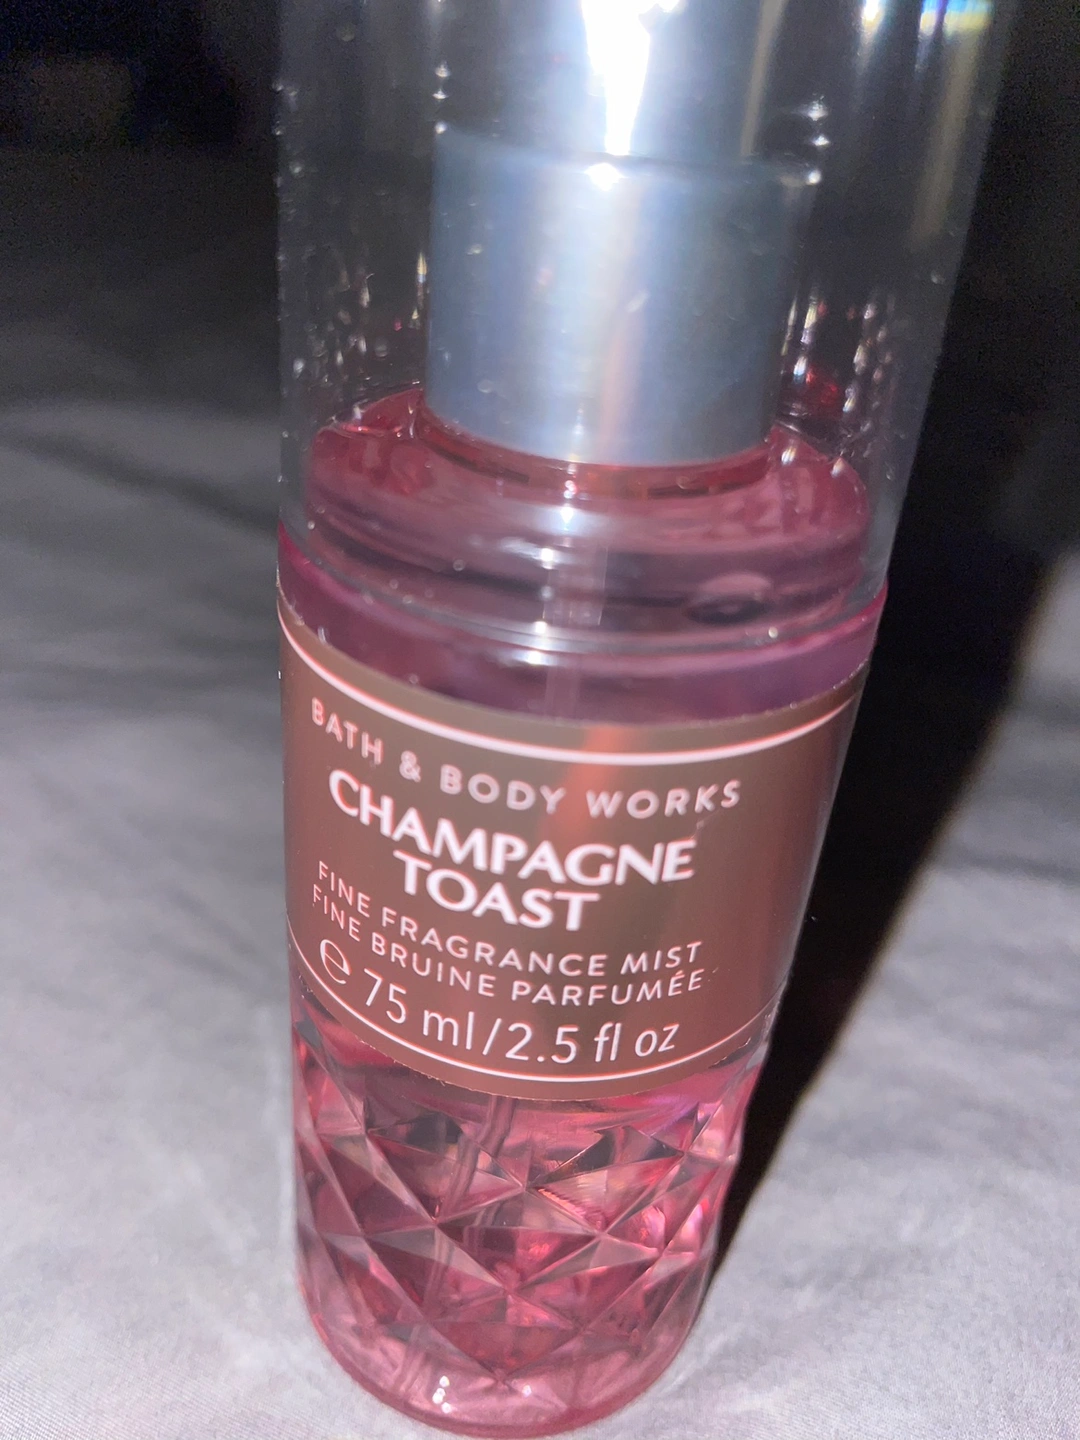 BATH & BODY WORKS
CHAMPAGNE
TOAST
FINE FRAGRANCE MIST
FINE BRUINE PARFUMÉE
℮ 75 ml/2.5 fl oz